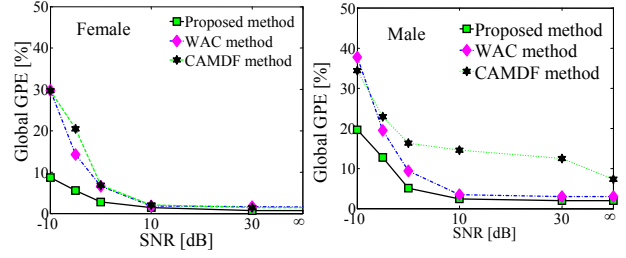 50
40
30
20
10
0
Global GPE [%]
Female
Proposed method
WAC method
CAMDF method
-10
0
10
30
∞
SNR [dB]
50
40
30
20
10
0
Global GPE [%]
Male
Proposed method
WAC method
CAMDF method
-10
10
30
∞
SNR [dB]